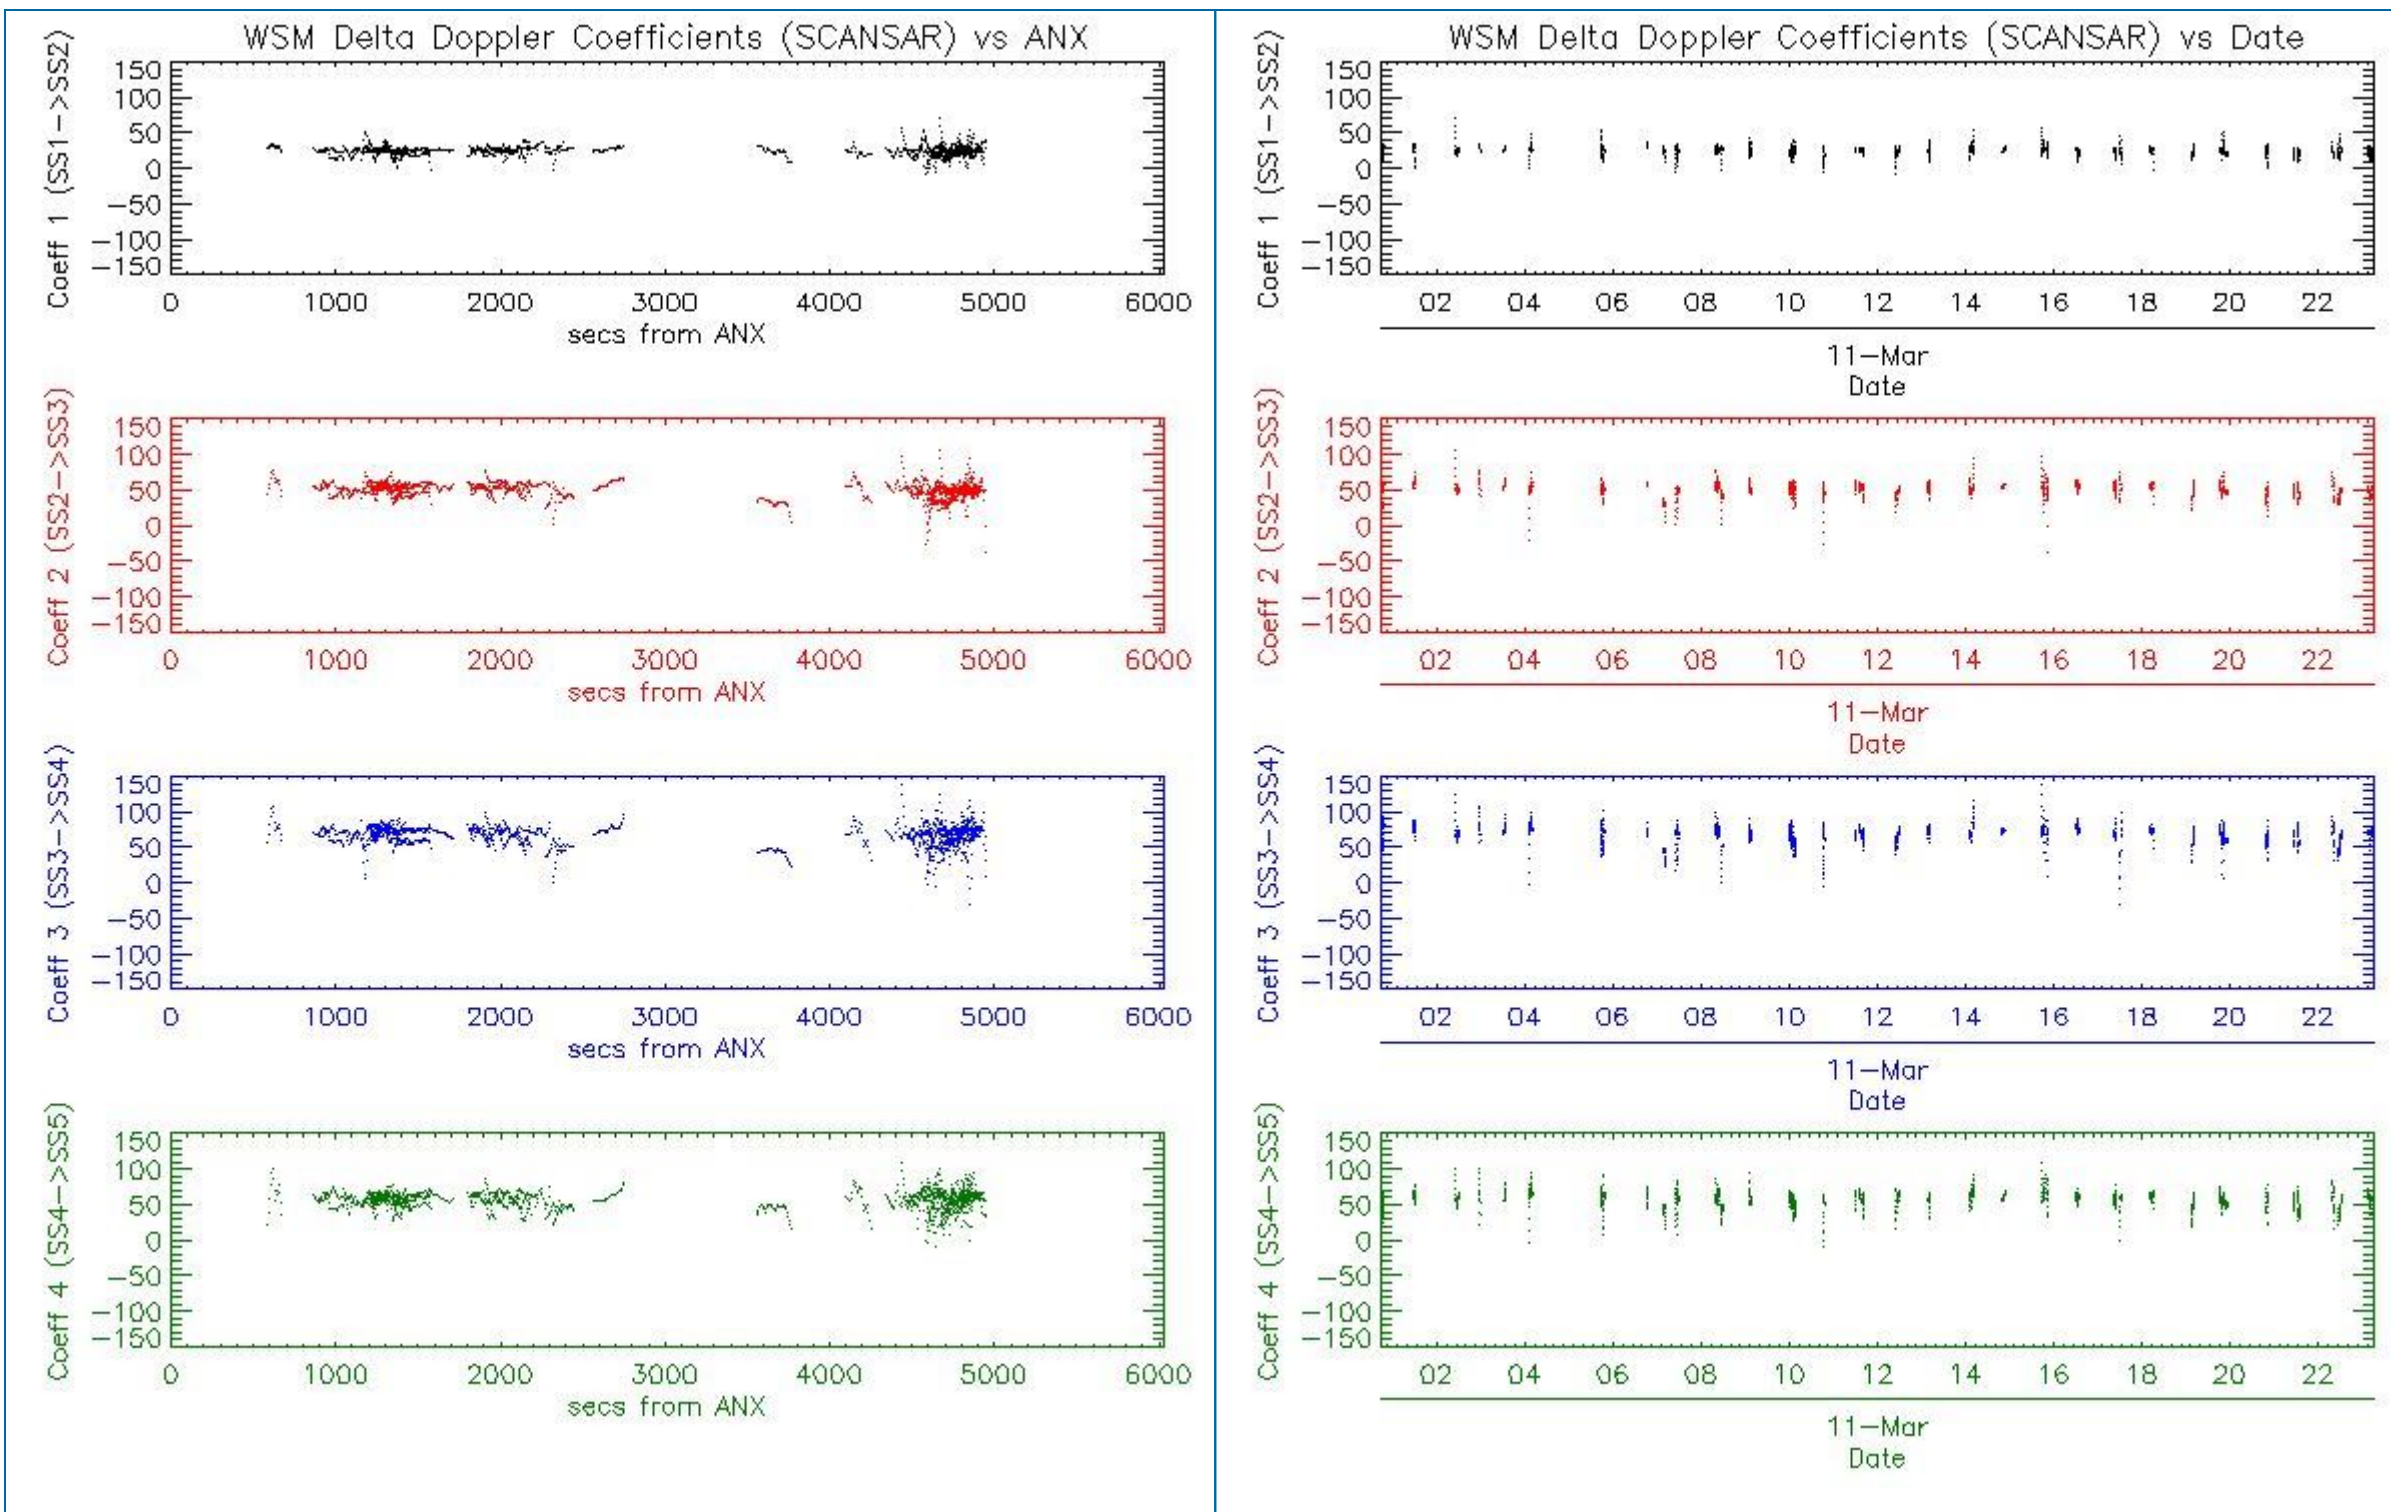 WSM Delta Doppler Coefficients (SCANSAR) vs ANX
Coeff 1 (SS1->SS2)
150
100
50
0
-50
-100
-150
0 1000 2000 3000 4000 5000 6000
secs from ANX
Coeff 2 (SS2->SS3)
150
100
50
0
-50
-100
-150
0 1000 2000 3000 4000 5000 6000
secs from ANX
Coeff 3 (SS3->SS4)
150
100
50
0
-50
-100
-150
0 1000 2000 3000 4000 5000 6000
secs from ANX
Coeff 4 (SS4->SS5)
150
100
50
0
-50
-100
-150
0 1000 2000 3000 4000 5000 6000
secs from ANX
WSM Delta Doppler Coefficients (SCANSAR) vs Date
Coeff 1 (SS1->SS2)
150
100
50
0
-50
-100
-150
02 04 06 08 10 12 14 16 18 20 22
11-Mar
Date
Coeff 2 (SS2->SS3)
150
100
50
0
-50
-100
-150
02 04 06 08 10 12 14 16 18 20 22
11-Mar
Date
Coeff 3 (SS3->SS4)
150
100
50
0
-50
-100
-150
02 04 06 08 10 12 14 16 18 20 22
11-Mar
Date
Coeff 4 (SS4->SS5)
150
100
50
0
-50
-100
-150
02 04 06 08 10 12 14 16 18 20 22
11-Mar
Date